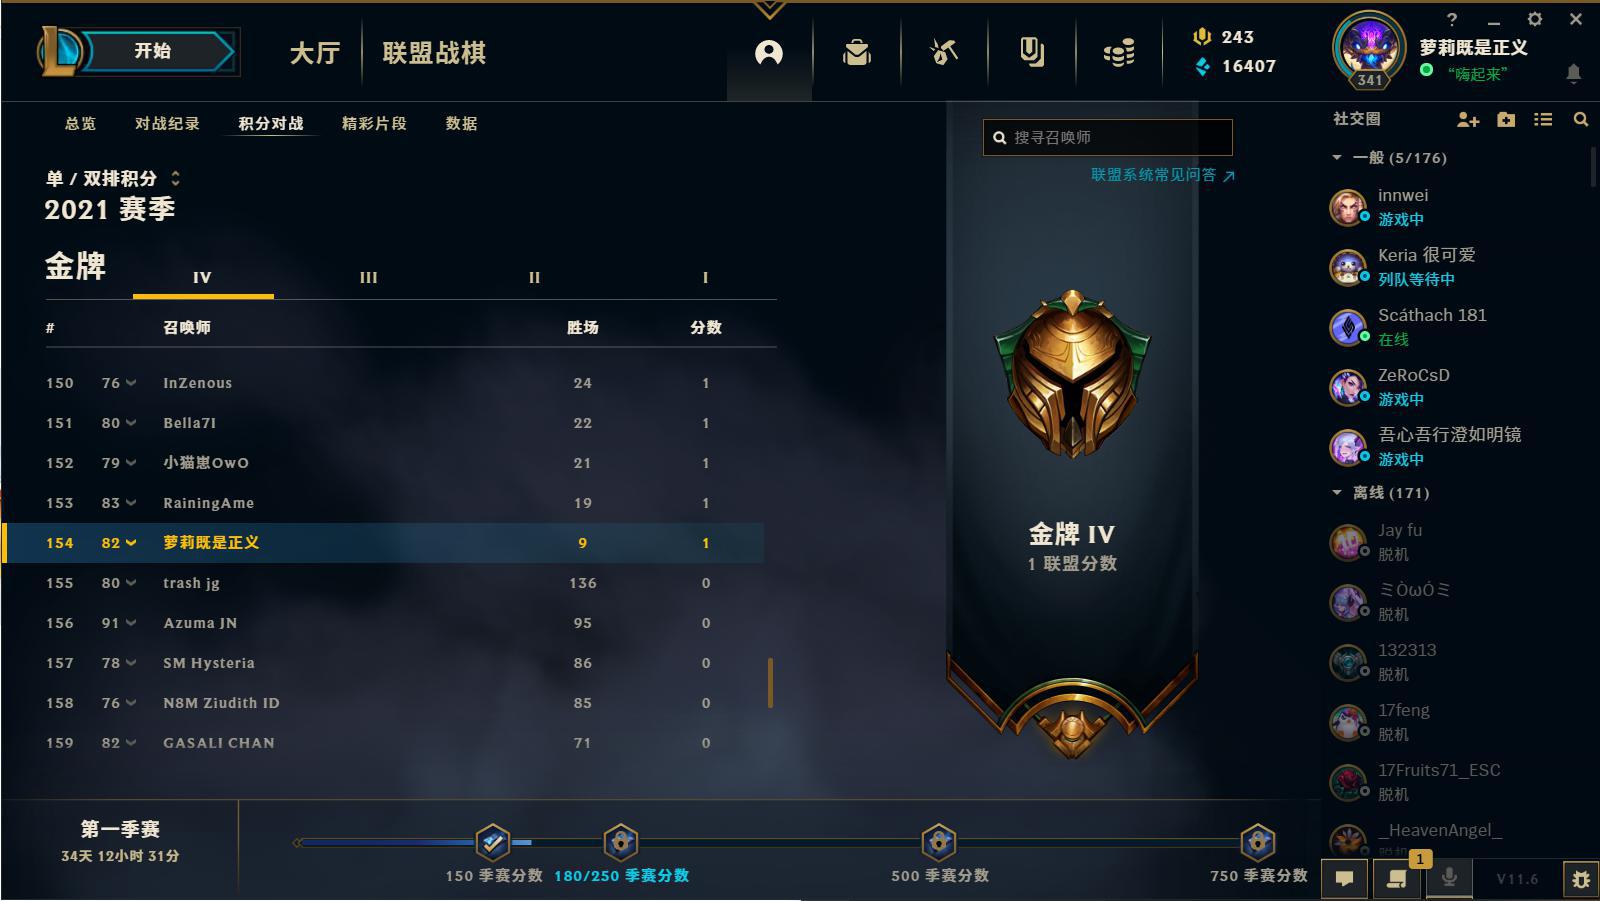 开始
大厅
联盟战棋
243
16407
?
341
萝莉既是正义
“嗨起来”
总览
对战纪录
积分对战
精彩片段
数据
搜寻召唤师
联盟系统常见问答
单 / 双排积分
2021 赛季
金牌
IV
III
II
I
# 召唤师 胜场 分数
150 76 InZenous 24 1
151 80 Bella7I 22 1
152 79 小猫崽OwO 21 1
153 83 RainingAme 19 1
154 82 萝莉既是正义 9 1
155 80 trash jg 136 0
156 91 Azuma JN 95 0
157 78 SM Hysteria 86 0
158 76 N8M Ziudith ID 85 0
159 82 GASALI CHAN 71 0
金牌 IV
1 联盟分数
第一季赛
34天 12小时 31分
150 季赛分数
180/250 季赛分数
500 季赛分数
750 季赛分数
社交圈
一般 (5/176)
innwei
游戏中
Keria 很可爱
列队等待中
Scáthach 181
在线
ZeRoCsD
游戏中
吾心吾行澄如明镜
游戏中
离线 (171)
Jay fu
脱机
ミÒωÓミ
脱机
132313
脱机
17feng
脱机
17Fruits71_ESC
脱机
_HeavenAngel_
脱机
1
V11.6